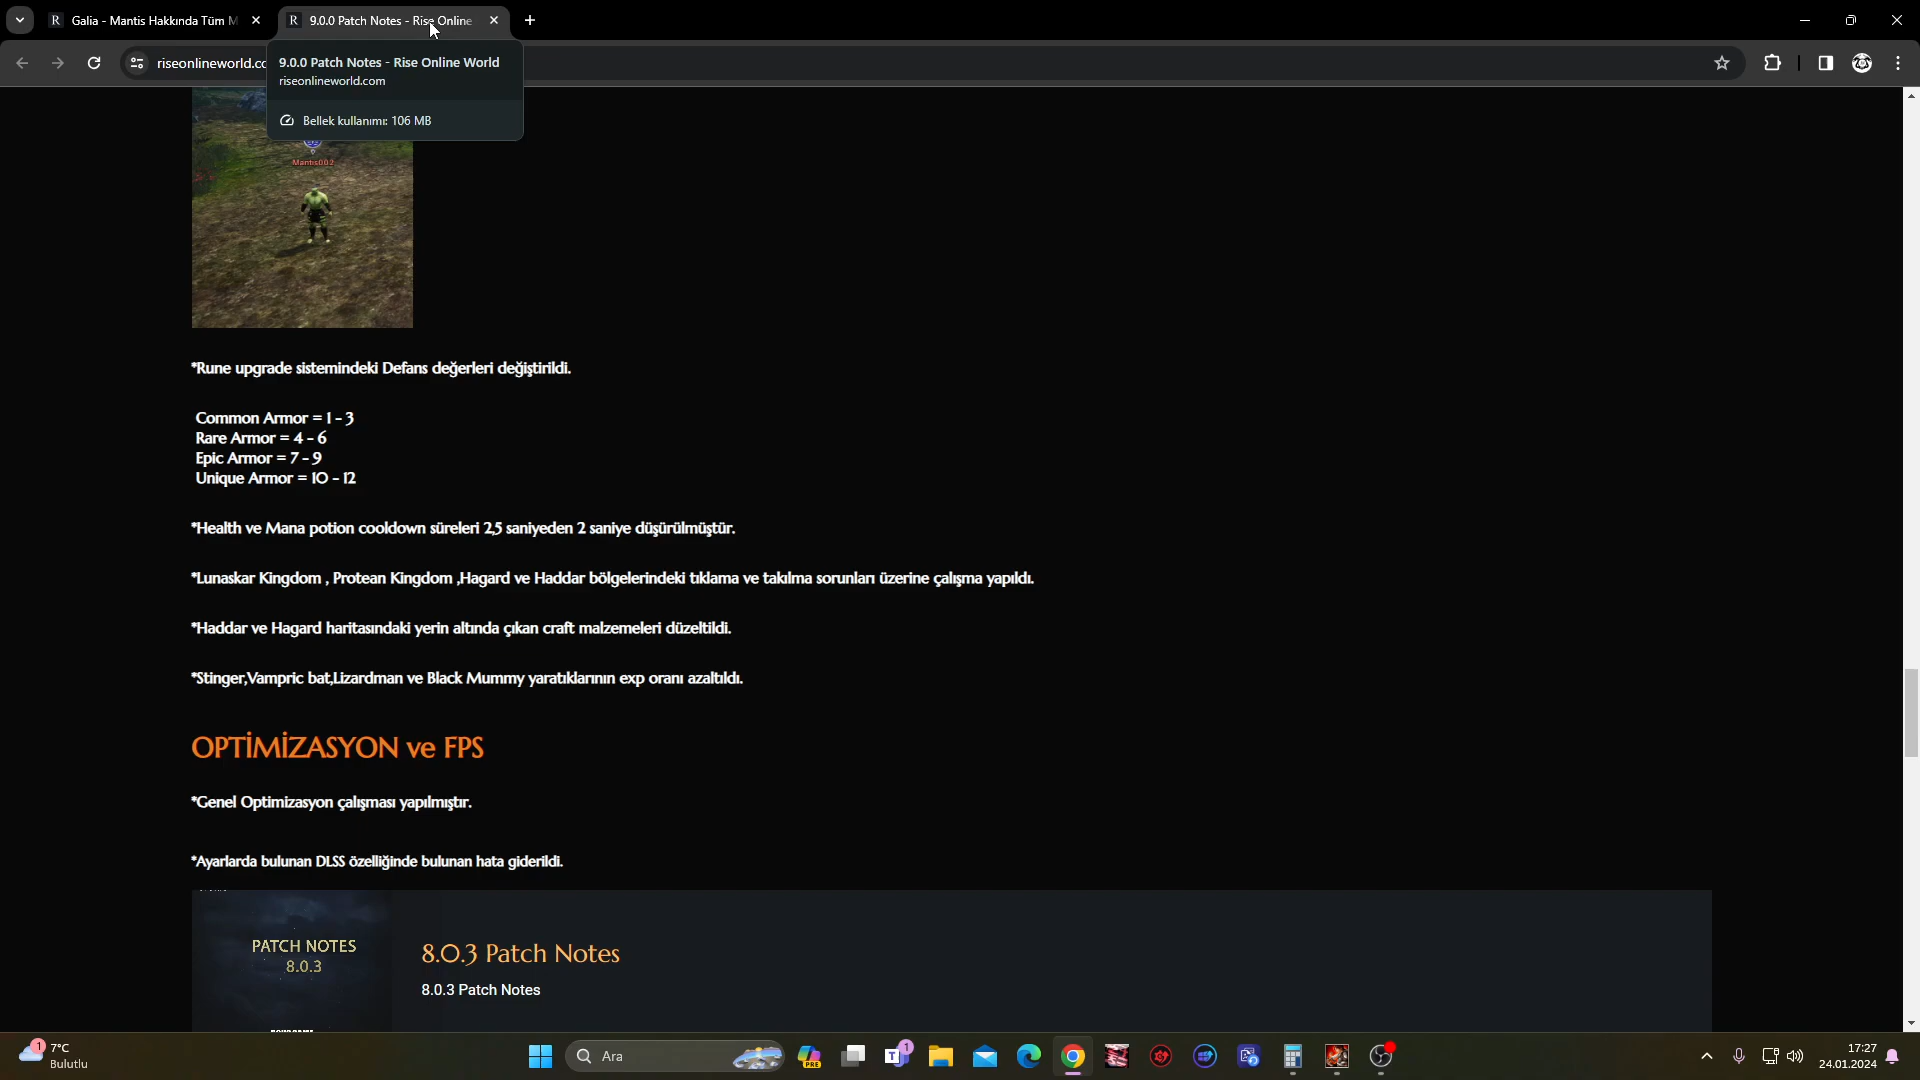 Galia - Mantis Hakkında Tüm M
9.0.0 Patch Notes - Rise Online
riseonlineworld.co
9.0.0 Patch Notes - Rise Online World
riseonlineworld.com
Bellek kullanımı: 106 MB
Mantis002
*Rune upgrade sistemindeki Defans değerleri değiştirildi.
Common Armor = 1 - 3
Rare Armor = 4 - 6
Epic Armor = 7 - 9
Unique Armor = 10 - 12
*Health ve Mana potion cooldown süreleri 2,5 saniyeden 2 saniye düşürülmüştür.
*Lunaskar Kingdom , Protean Kingdom ,Hagard ve Haddar bölgelerindeki tıklama ve takılma sorunları üzerine çalışma yapıldı.
*Haddar ve Hagard haritasındaki yerin altında çıkan craft malzemeleri düzeltildi.
*Stinger,Vampric bat,Lizardman ve Black Mummy yaratıklarının exp oranı azaltıldı.
OPTİMİZASYON ve FPS
*Genel Optimizasyon çalışması yapılmıştır.
*Ayarlarda bulunan DLSS özelliğinde bulunan hata giderildi.
PATCH NOTES
8.0.3
8.0.3 Patch Notes
8.0.3 Patch Notes
1
7°C
Bulutlu
Ara
PRE
1
17:27
24.01.2024